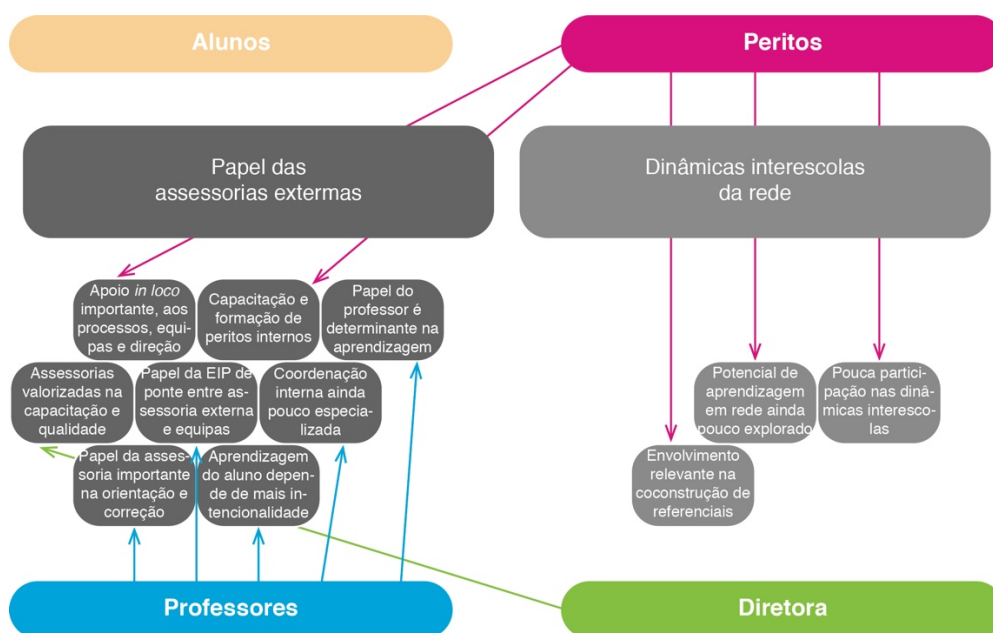 Alunos
Peritos
Papel das
assessorias extermas
Dinâmicas interescolas
da rede
Apoio in loco
importante, aos
processos, equi-
pas e direção
Capacitação e
formação de
peritos internos
Papel do
professor é
determinante na
aprendizagem
Assessorias
valorizadas na
capacitação e
qualidade
Papel da EIP de
ponte entre as-
sessoria externa
e equipas
Coordenação
interna ainda
pouco especia-
lizada
Potencial de
aprendizagem
em rede ainda
pouco explorado
Pouca partici-
pação nas dinâ-
micas interesco-
las
Papel da asses-
soria importante
na orientação e
correção
Aprendizagem
do aluno depen-
de de mais in-
tencionalidade
Envolvimento
relevante na
coconstrução de
referenciais
Professores
Diretora